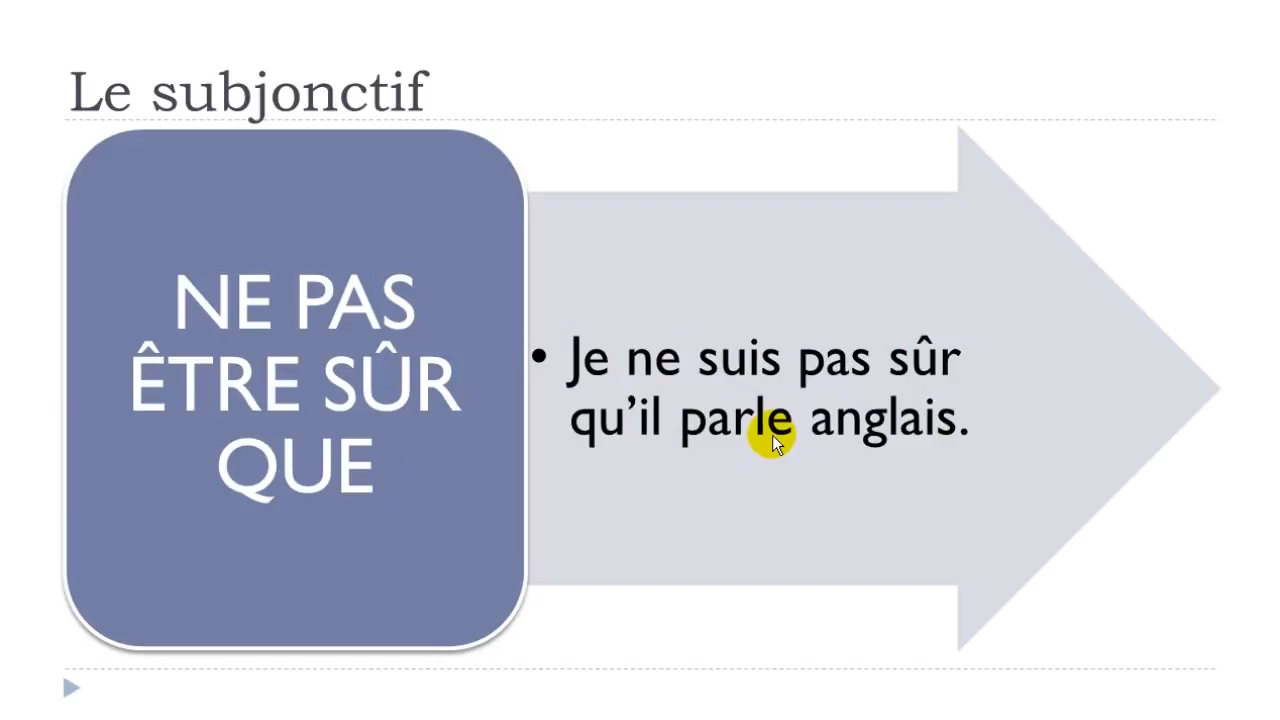 Le subjonctif
NE PAS
ÊTRE SÛR
QUE
• Je ne suis pas sûr
qu’il parle anglais.